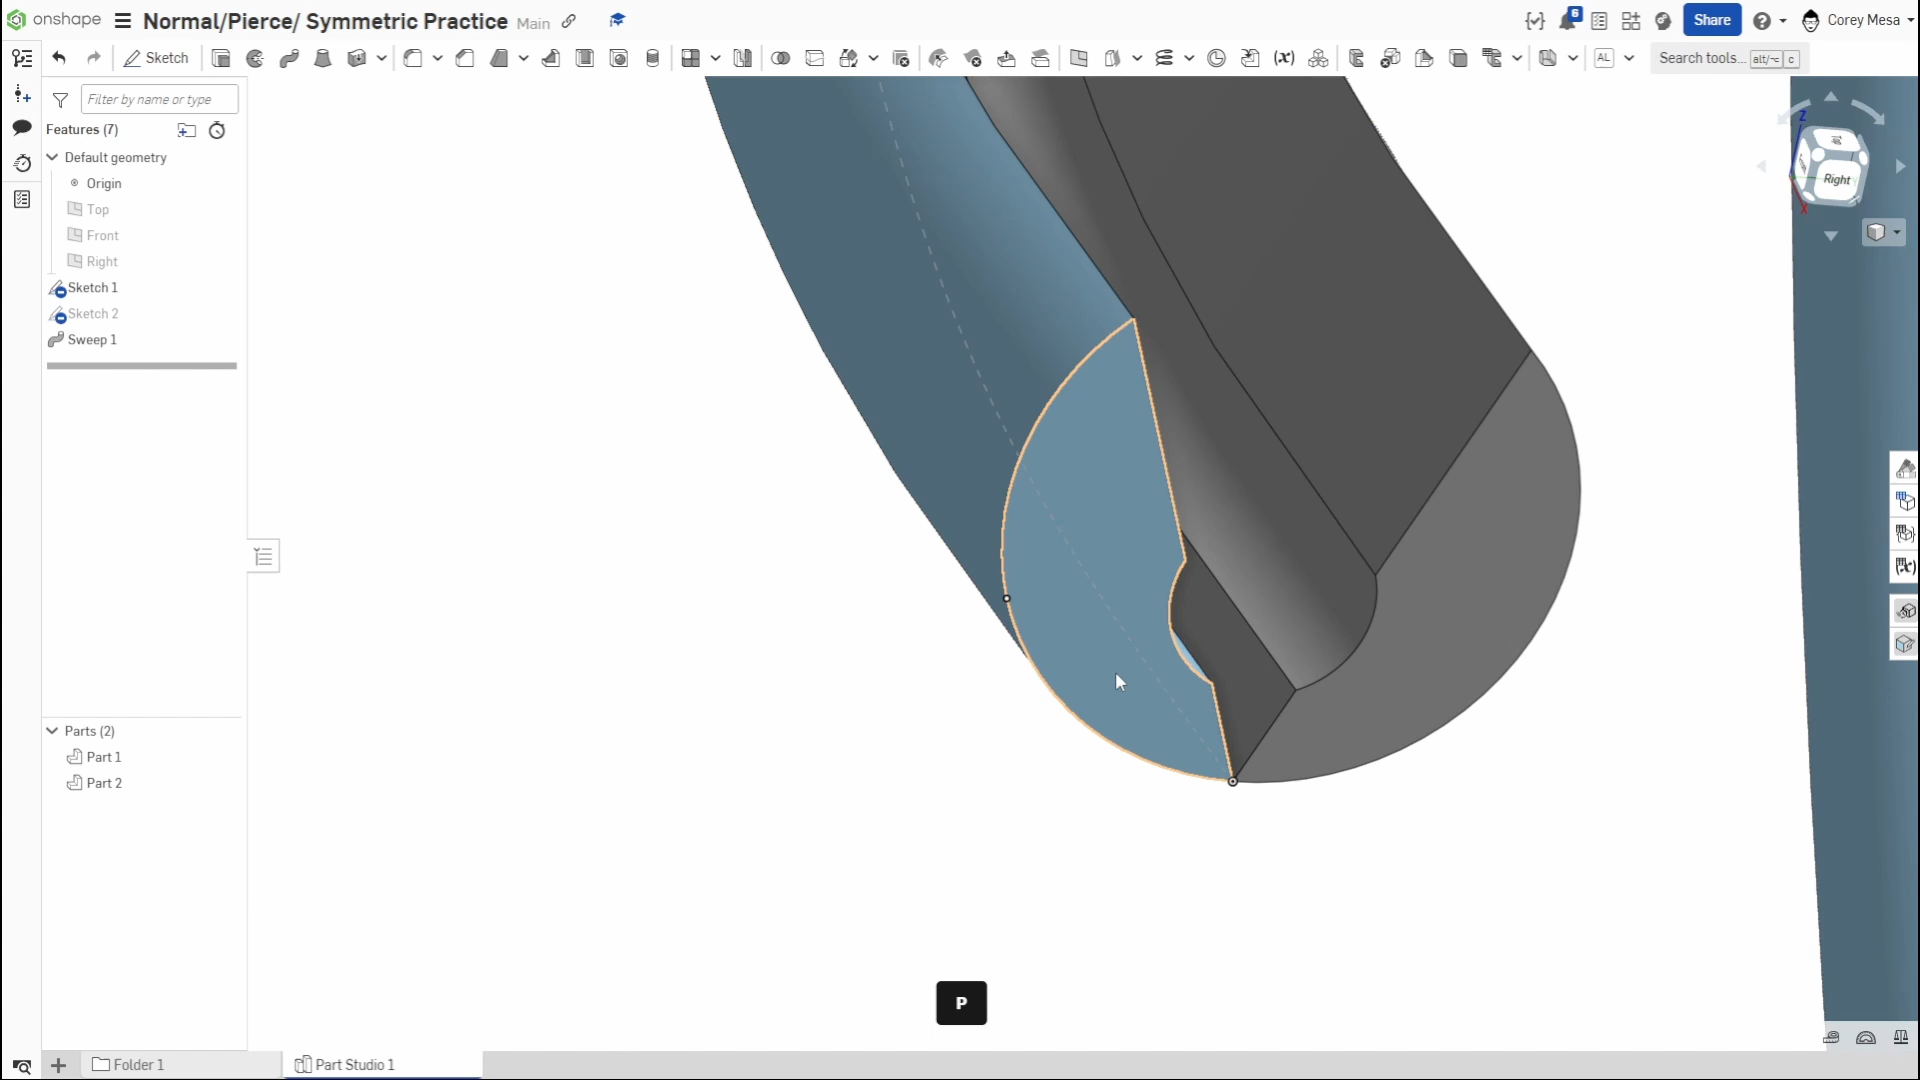 onshape Normal/Pierce/ Symmetric Practice Main 6 Share Corey Mesa
Sketch AL Search tools... alt/⌥ c
Filter by name or type
Features (7)
Default geometry
Origin
Top
Front
Right
Sketch 1
Sketch 2
Sweep 1
Parts (2)
Part 1
Part 2
Z
Right
X
P
Folder 1 Part Studio 1